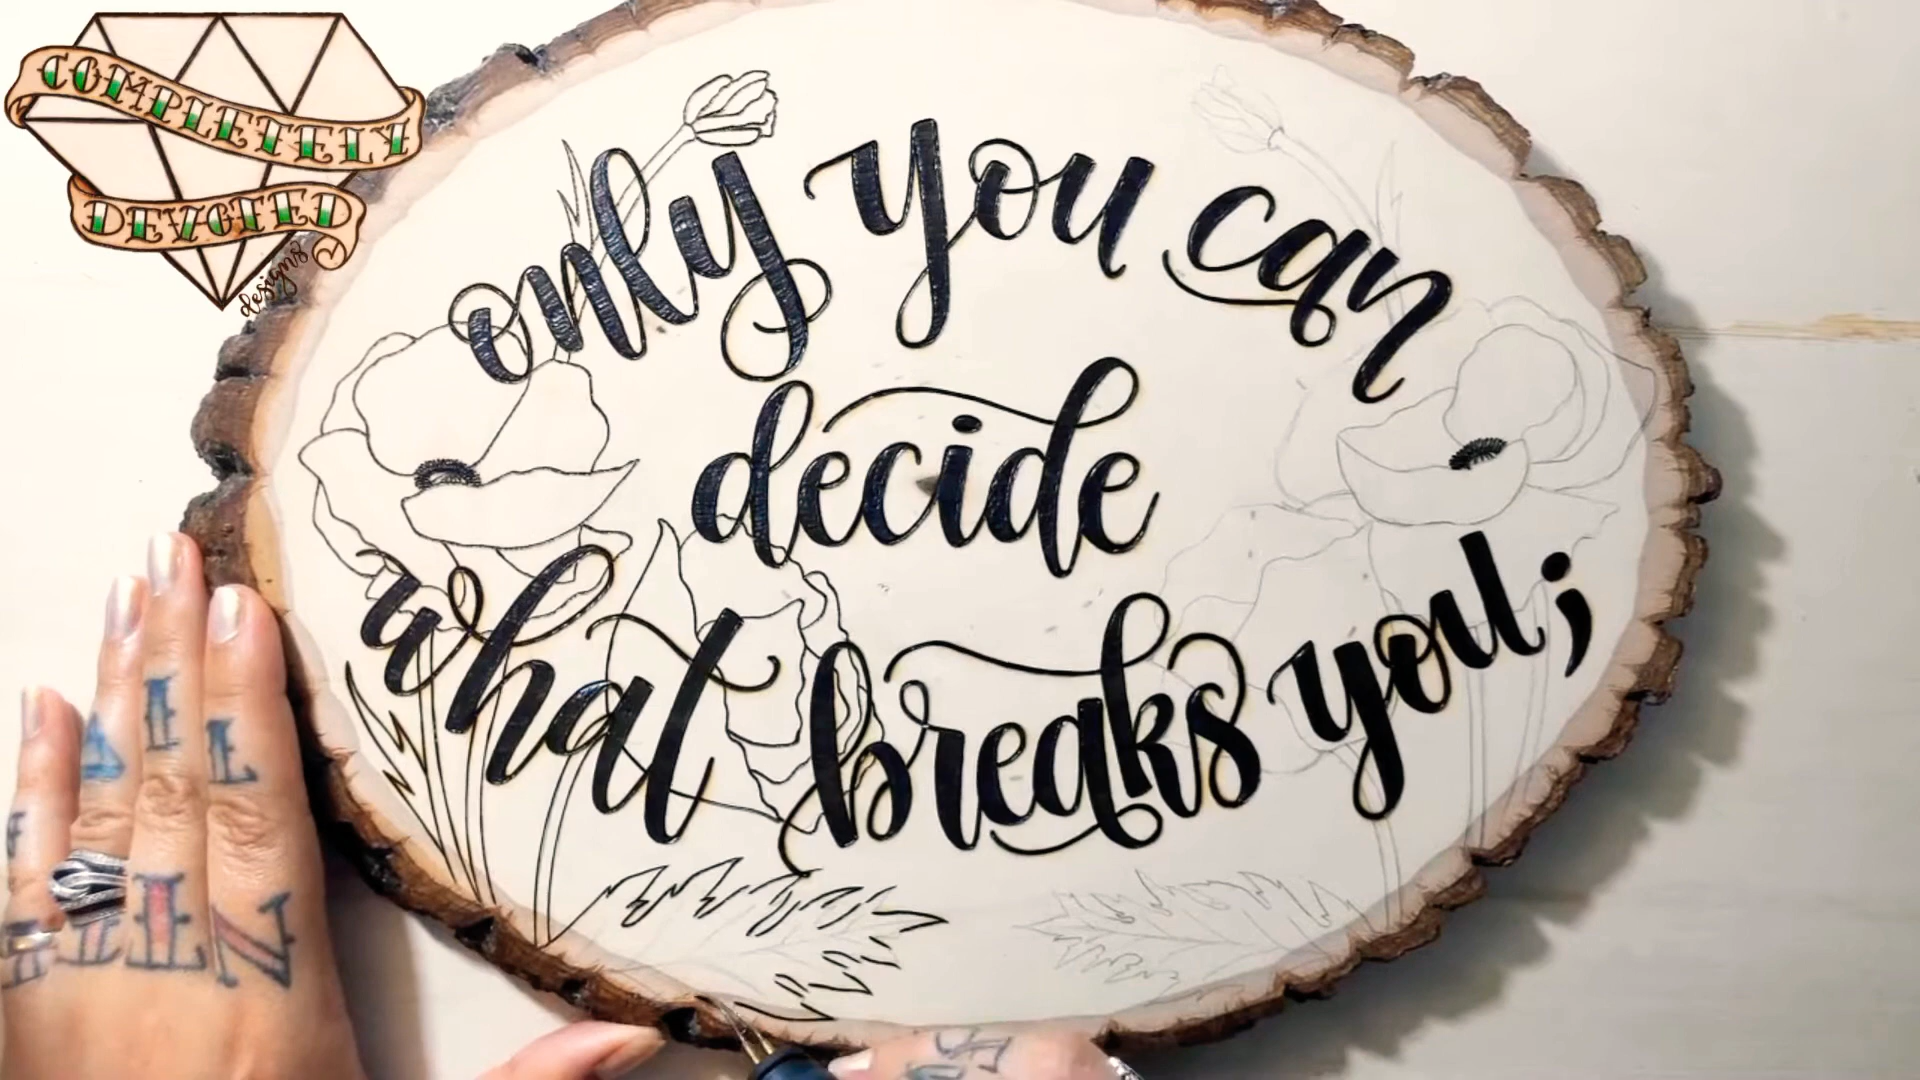 COMPLETELY
DEVOTED
designs
only you can
decide
what breaks you;